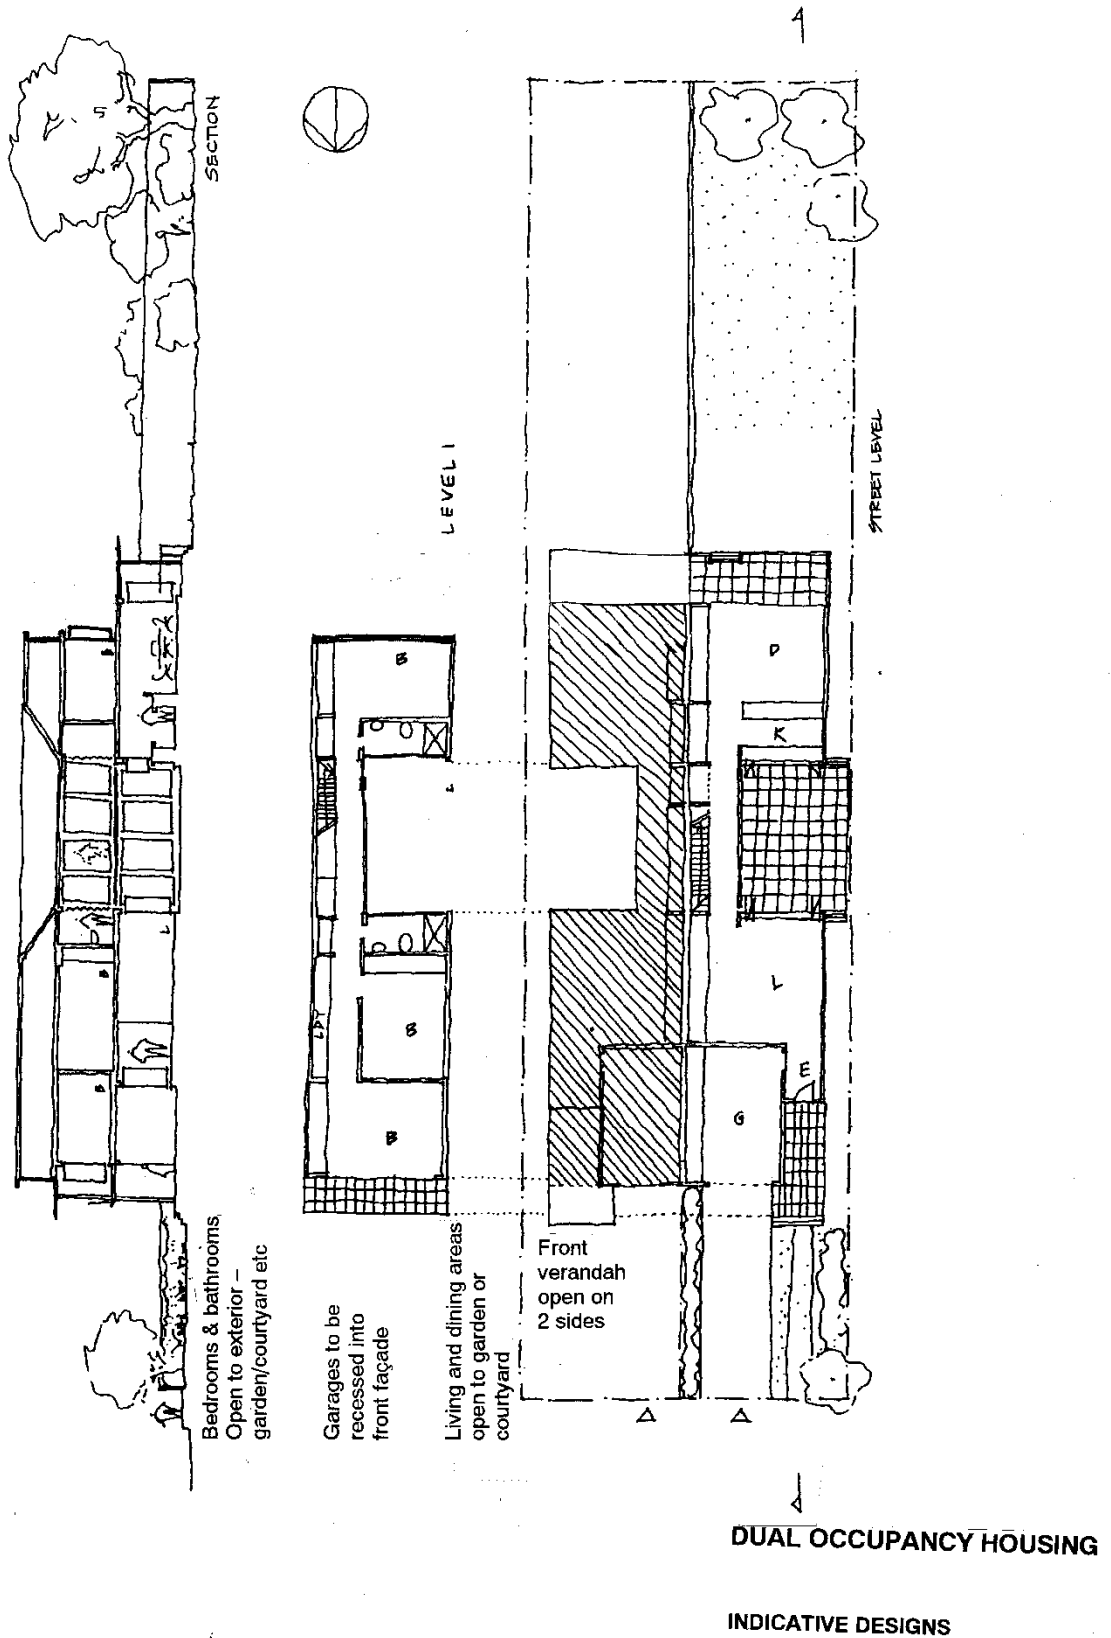 SECTION
LEVEL 1
STREET LEVEL
B
B
B
LDY
D
K
L
E
G
L
B
B
Bedrooms & bathrooms
Open to exterior –
garden/courtyard etc
Garages to be
recessed into
front façade
Living and dining areas
open to garden or
courtyard
Front
verandah
open on
2 sides
DUAL OCCUPANCY HOUSING
INDICATIVE DESIGNS